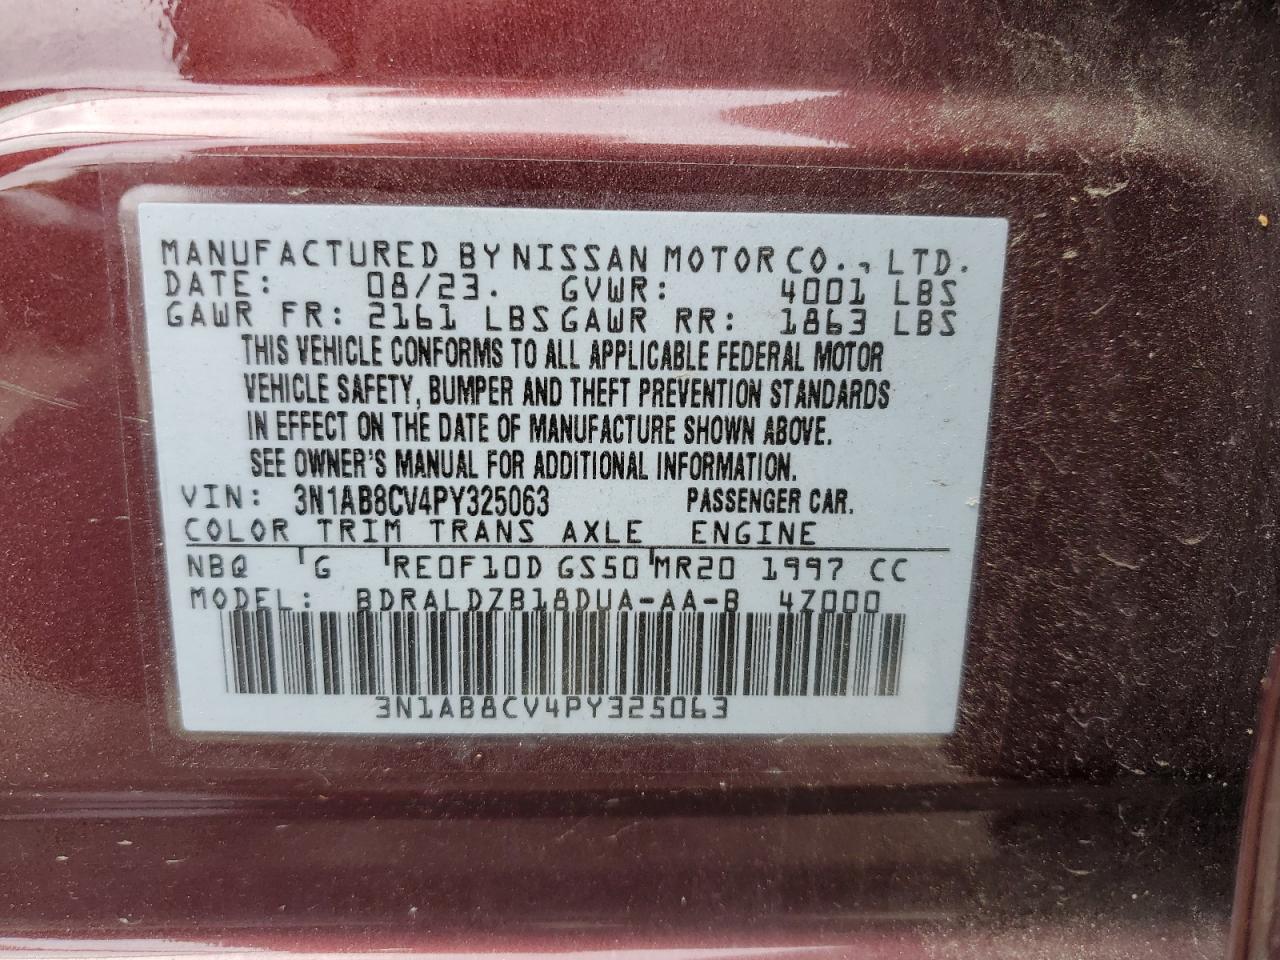 MANUFACTURED BY NISSAN MOTOR CO., LTD.
DATE: 08/23. GVWR: 4001 LBS
GAWR FR: 2161 LBS GAWR RR: 1863 LBS
THIS VEHICLE CONFORMS TO ALL APPLICABLE FEDERAL MOTOR
VEHICLE SAFETY, BUMPER AND THEFT PREVENTION STANDARDS
IN EFFECT ON THE DATE OF MANUFACTURE SHOWN ABOVE.
SEE OWNER'S MANUAL FOR ADDITIONAL INFORMATION.
VIN: 3N1AB8CV4PY325063 PASSENGER CAR.
COLOR TRIM TRANS AXLE ENGINE
NBQ G RE0F10D GS50 MR20 1997 CC
MODEL: BDRALDZB18DUA-AA-B 4Z000
3N1AB8CV4PY325063